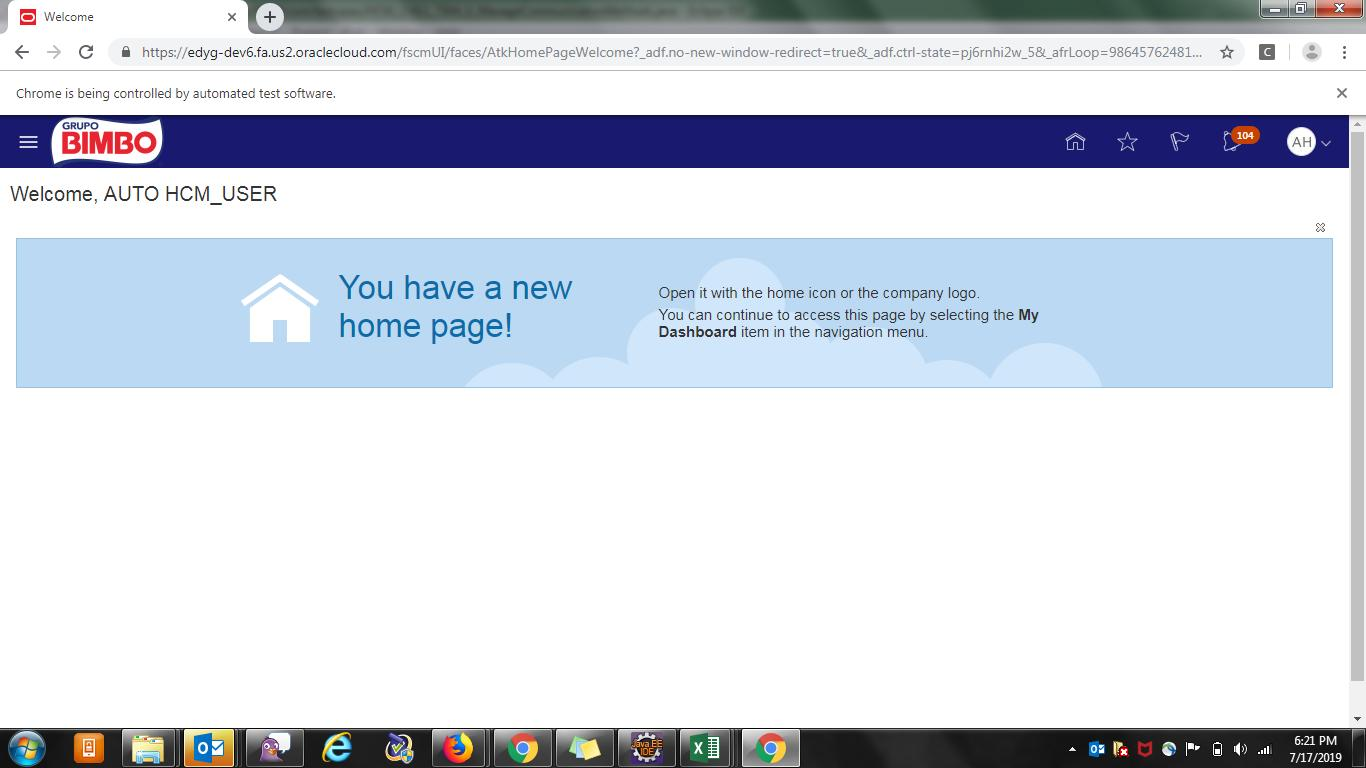 Welcome
https://edyg-dev6.fa.us2.oraclecloud.com/fscmUI/faces/AtkHomePageWelcome?_adf.no-new-window-redirect=true&_adf.ctrl-state=pj6rnhi2w_5&_afrLoop=98645762481...
C
Chrome is being controlled by automated test software.
GRUPO
BIMBO
104
AH
Welcome, AUTO HCM_USER
You have a new
home page!
Open it with the home icon or the company logo.
You can continue to access this page by selecting the My
Dashboard item in the navigation menu.
Java EE
IDE
6:21 PM
7/17/2019